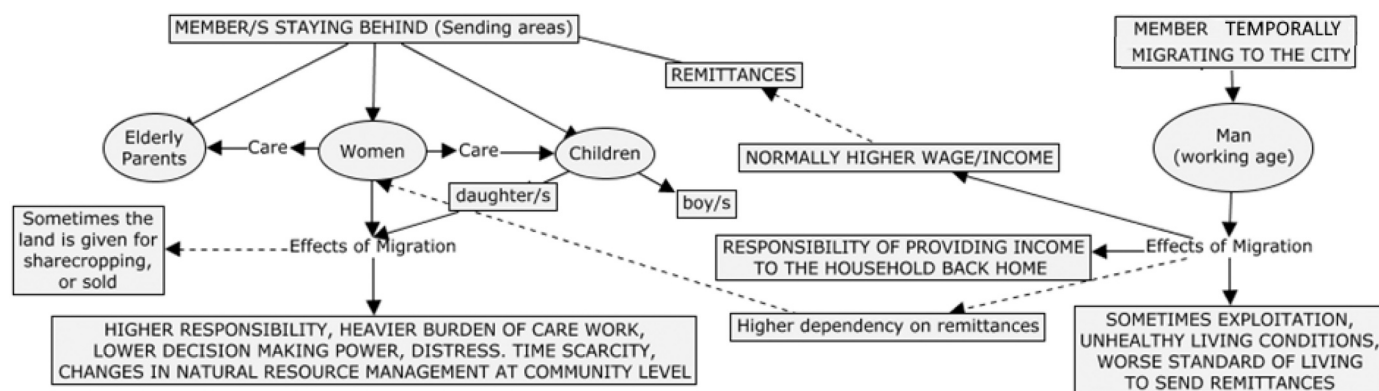 MEMBER/S STAYING BEHIND (Sending areas)
MEMBER TEMPORALLY
MIGRATING TO THE CITY
REMITTANCES
Elderly
Parents
Care
Women
Care
Children
NORMALLY HIGHER WAGE/INCOME
Man
(working age)
daughter/s
boy/s
Sometimes the
land is given for
sharecropping,
or sold
Effects of Migration
RESPONSIBILITY OF PROVIDING INCOME
TO THE HOUSEHOLD BACK HOME
Effects of Migration
HIGHER RESPONSIBILITY, HEAVIER BURDEN OF CARE WORK,
LOWER DECISION MAKING POWER, DISTRESS. TIME SCARCITY,
CHANGES IN NATURAL RESOURCE MANAGEMENT AT COMMUNITY LEVEL
Higher dependency on remittances
SOMETIMES EXPLOITATION,
UNHEALTHY LIVING CONDITIONS,
WORSE STANDARD OF LIVING
TO SEND REMITTANCES